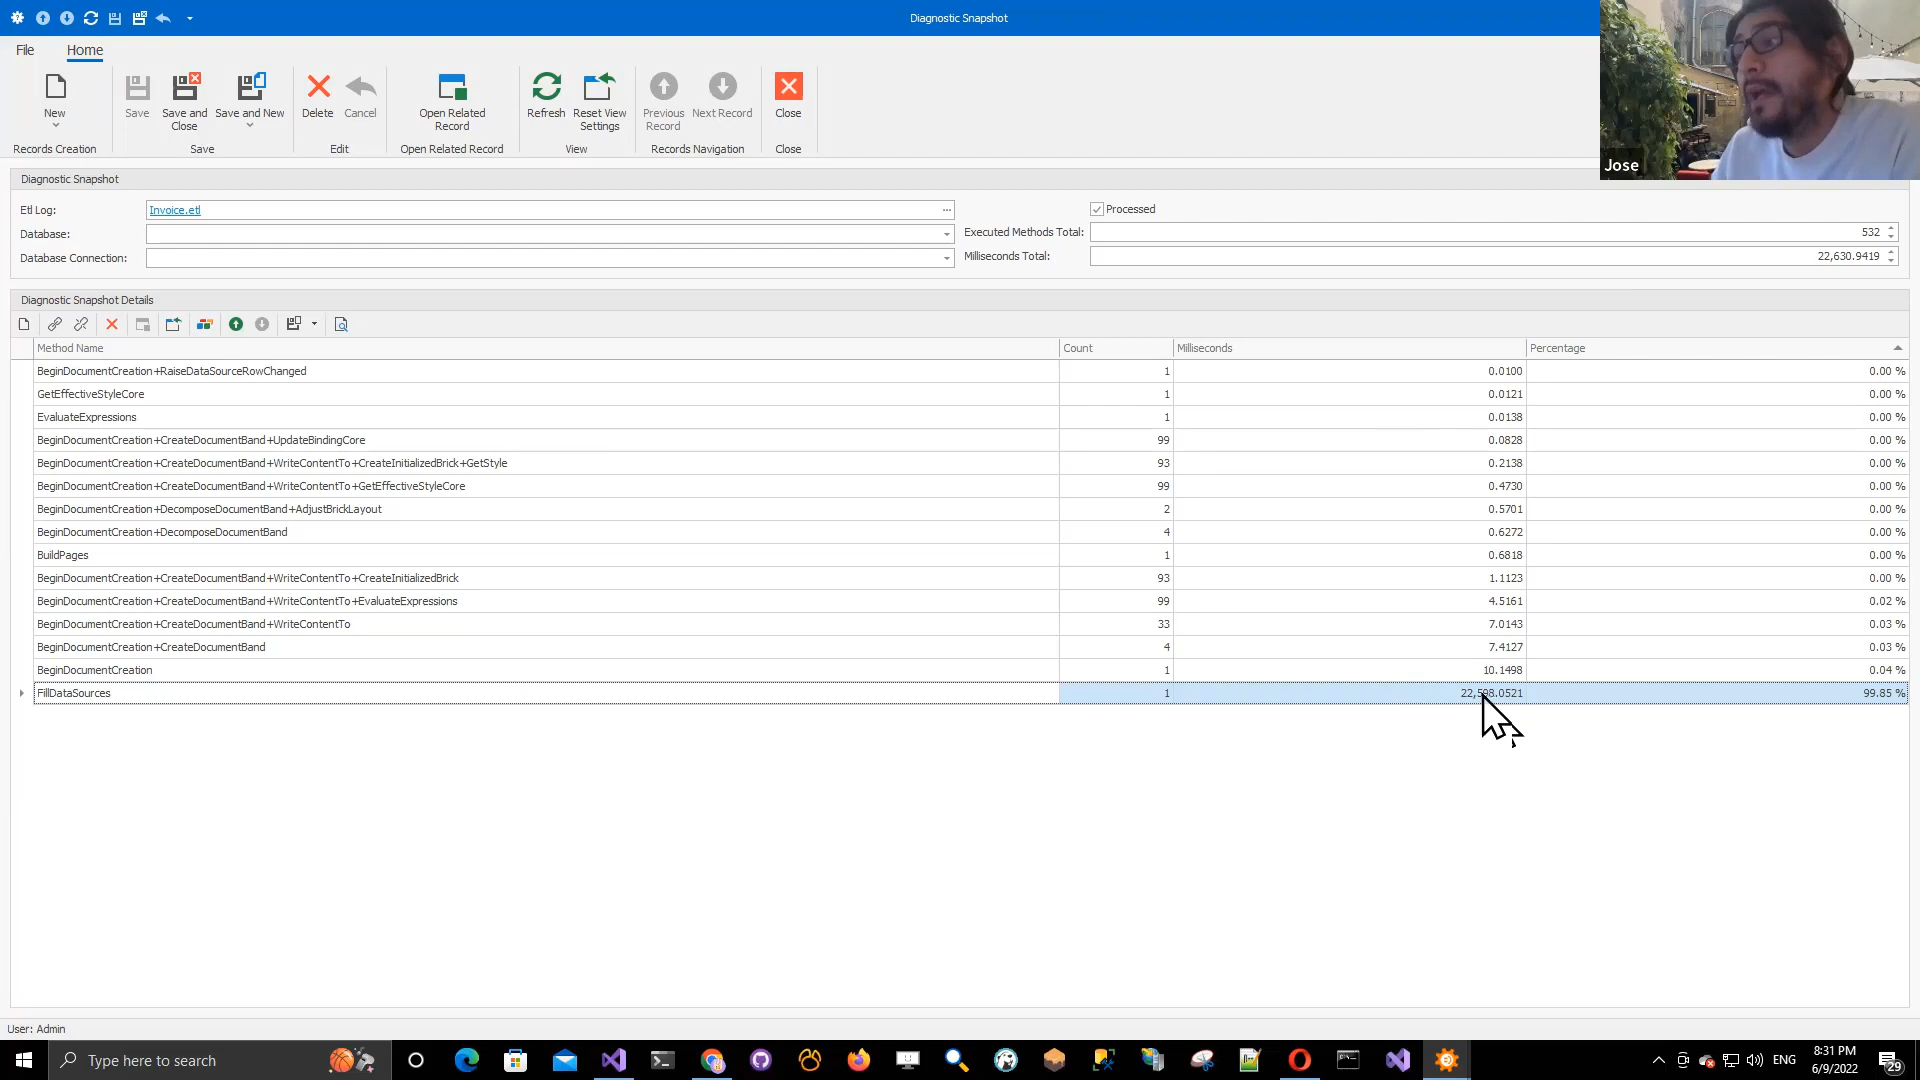 Diagnostic Snapshot
File Home
New Save Save and Close Save and New Delete Cancel Open Related Record Refresh Reset View Settings Previous Record Next Record Close
Records Creation Save Edit Open Related Record View Records Navigation Close
Jose
Diagnostic Snapshot
Etl Log: Invoice.etl Processed
Database: Executed Methods Total: 532
Database Connection: Milliseconds Total: 22,630.9419
Diagnostic Snapshot Details
Method Name Count Milliseconds Percentage
BeginDocumentCreation+RaiseDataSourceRowChanged 1 0.0100 0.00 %
GetEffectiveStyleCore 1 0.0121 0.00 %
EvaluateExpressions 1 0.0138 0.00 %
BeginDocumentCreation+CreateDocumentBand+UpdateBindingCore 99 0.0828 0.00 %
BeginDocumentCreation+CreateDocumentBand+WriteContentTo+CreateInitializedBrick+GetStyle 93 0.2138 0.00 %
BeginDocumentCreation+CreateDocumentBand+WriteContentTo+GetEffectiveStyleCore 99 0.4730 0.00 %
BeginDocumentCreation+DecomposeDocumentBand+AdjustBrickLayout 2 0.5701 0.00 %
BeginDocumentCreation+DecomposeDocumentBand 4 0.6272 0.00 %
BuildPages 1 0.6818 0.00 %
BeginDocumentCreation+CreateDocumentBand+WriteContentTo+CreateInitializedBrick 93 1.1123 0.00 %
BeginDocumentCreation+CreateDocumentBand+WriteContentTo+EvaluateExpressions 99 4.5161 0.02 %
BeginDocumentCreation+CreateDocumentBand+WriteContentTo 33 7.0143 0.03 %
BeginDocumentCreation+CreateDocumentBand 4 7.4127 0.03 %
BeginDocumentCreation 1 10.1498 0.04 %
FillDataSources 1 99.85 %
User: Admin
Type here to search ENG 8:31 PM
6/9/2022 29